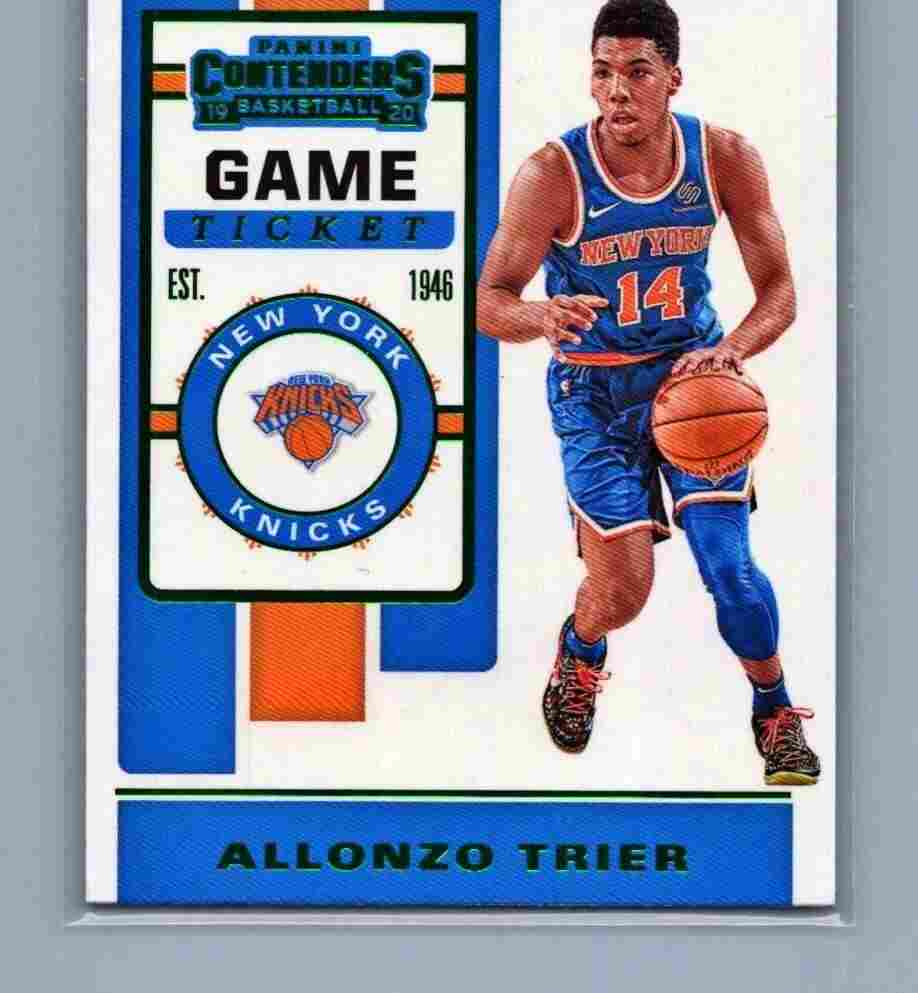 PANINI
CONTENDERS
19 BASKETBALL 20
GAME
TICKET
EST. 1946
NEW YORK
NEW YORK
KNICKS
KNICKS
NEW YORK
14
ALLONZO TRIER